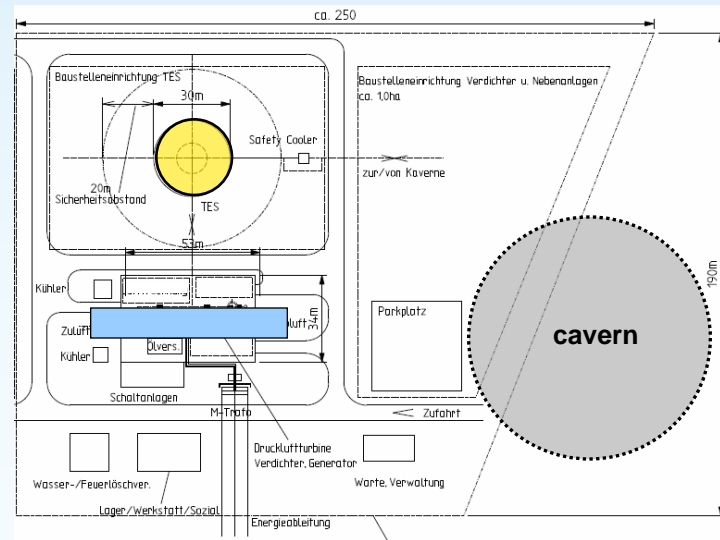 ca. 250
Baustelleneinrichtung TES
30m
Baustelleneinrichtung Verdichter u. Nebenanlagen
ca. 1,0ha
Safety Cooler
zur/von Kaverne
20m
Sicherheitsabstand
TES
53m
190m
Kühler
34m
Parkplatz
Zuluft
luft
cavern
Kühler
Ölvers.
Schaltanlagen
M-Trafo
Zufahrt
Druckluftturbine
Verdichter, Generator
Wasser-/Feuerlöschver.
Warte, Verwaltung
Lager/Werkstatt/Sozial
Energieableitung